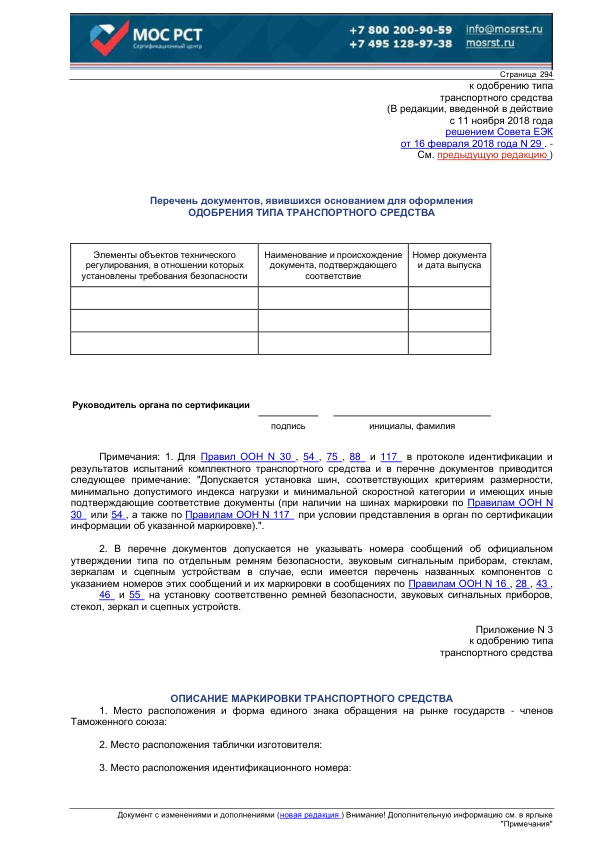 МОС РСТ
Сертификационный центр
+7 800 200-90-59
+7 495 128-97-38
info@mosrst.ru
mosrst.ru
Страница 294
к одобрению типа
транспортного средства
(В редакции, введенной в действие
с 11 ноября 2018 года
решением Совета ЕЭК
от 16 февраля 2018 года N 29 . -
См. предыдущую редакцию )
Перечень документов, явившихся основанием для оформления
ОДОБРЕНИЯ ТИПА ТРАНСПОРТНОГО СРЕДСТВА
Элементы объектов технического
регулирования, в отношении которых
установлены требования безопасности
Наименование и происхождение
документа, подтверждающего
соответствие
Номер документа
и дата выпуска
Руководитель органа по сертификации
подпись
инициалы, фамилия
Примечания: 1. Для Правил ООН N 30 , 54 , 75 , 88 и 117 в протоколе идентификации и
результатов испытаний комплектного транспортного средства и в перечне документов приводится
следующее примечание: "Допускается установка шин, соответствующих критериям размерности,
минимально допустимого индекса нагрузки и минимальной скоростной категории и имеющих иные
подтверждающие соответствие документы (при наличии на шинах маркировки по Правилам ООН N
30 или 54 , а также по Правилам ООН N 117 при условии представления в орган по сертификации
информации об указанной маркировке).".
2. В перечне документов допускается не указывать номера сообщений об официальном
утверждении типа по отдельным ремням безопасности, звуковым сигнальным приборам, стеклам,
зеркалам и сцепным устройствам в случае, если имеется перечень названных компонентов с
указанием номеров этих сообщений и их маркировки в сообщениях по Правилам ООН N 16 , 28 , 43 ,
46 и 55 на установку соответственно ремней безопасности, звуковых сигнальных приборов,
стекол, зеркал и сцепных устройств.
Приложение N 3
к одобрению типа
транспортного средства
ОПИСАНИЕ МАРКИРОВКИ ТРАНСПОРТНОГО СРЕДСТВА
1. Место расположения и форма единого знака обращения на рынке государств - членов
Таможенного союза:
2. Место расположения таблички изготовителя:
3. Место расположения идентификационного номера:
Документ с изменениями и дополнениями (новая редакция ) Внимание! Дополнительную информацию см. в ярлыке
"Примечания"